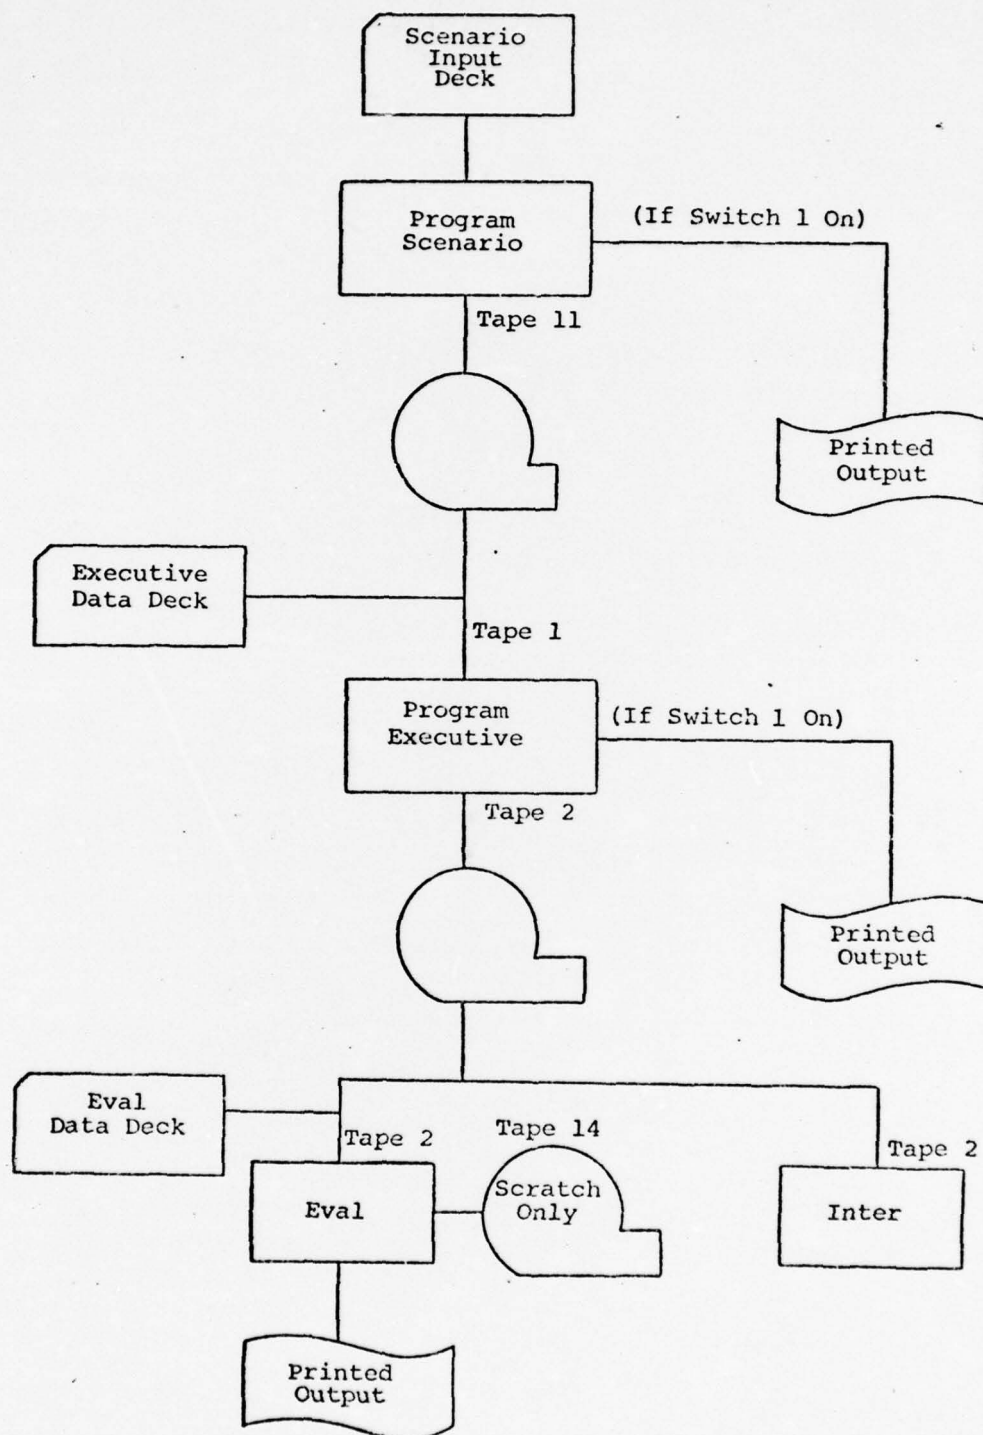 Scenario
Input
Deck
Program
Scenario
(If Switch 1 On)
Tape 11
Printed
Output
Executive
Data Deck
Tape 1
Program
Executive
(If Switch 1 On)
Tape 2
Printed
Output
Eval
Data Deck
Tape 2
Tape 14
Scratch
Only
Tape 2
Eval
Inter
Printed
Output